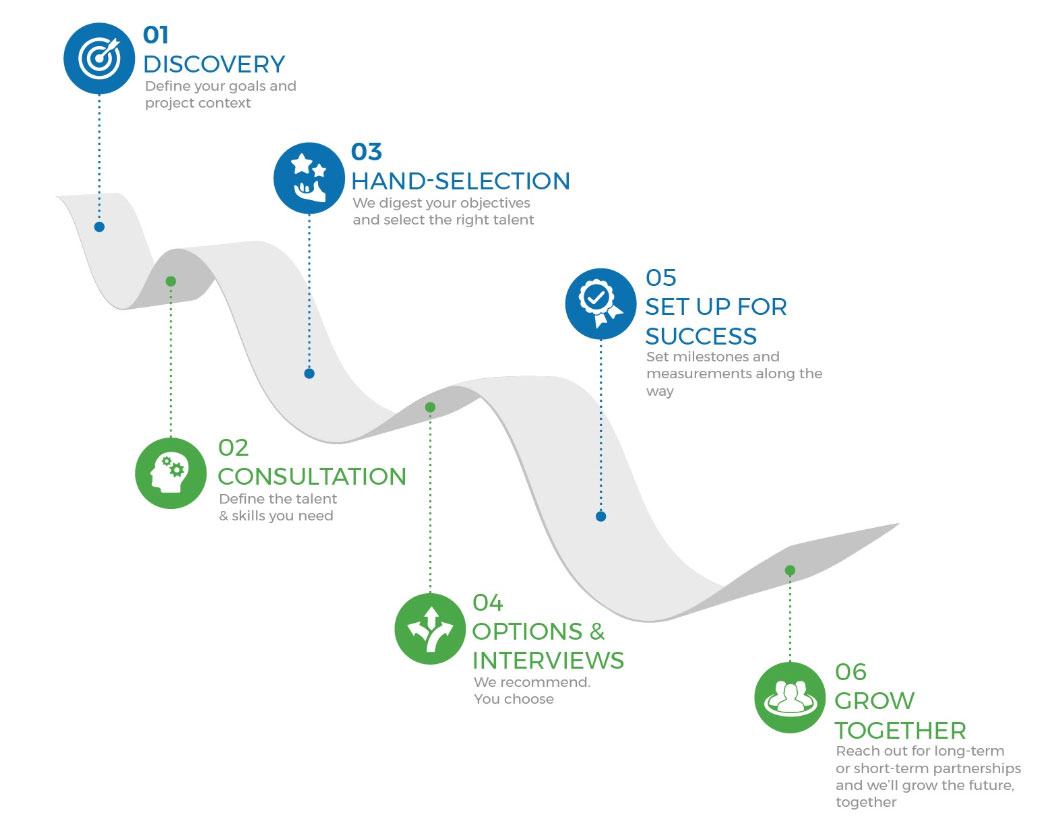 01
DISCOVERY
Define your goals and
project context
02
CONSULTATION
Define the talent
& skills you need
03
HAND-SELECTION
We digest your objectives
and select the right talent
04
OPTIONS &
INTERVIEWS
We recommend.
You choose
05
SET UP FOR
SUCCESS
Set milestones and
measurements along the
way
06
GROW
TOGETHER
Reach out for long-term
or short-term partnerships
and we'll grow the future,
together